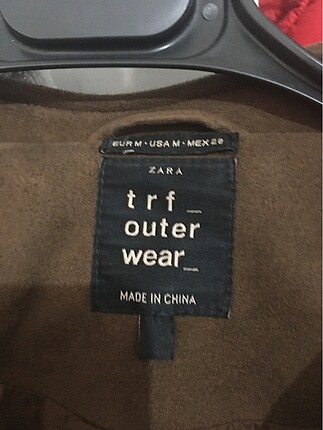 EUR M · USA M · MEX 28
ZARA
trf
outer
wear
MADE IN CHINA